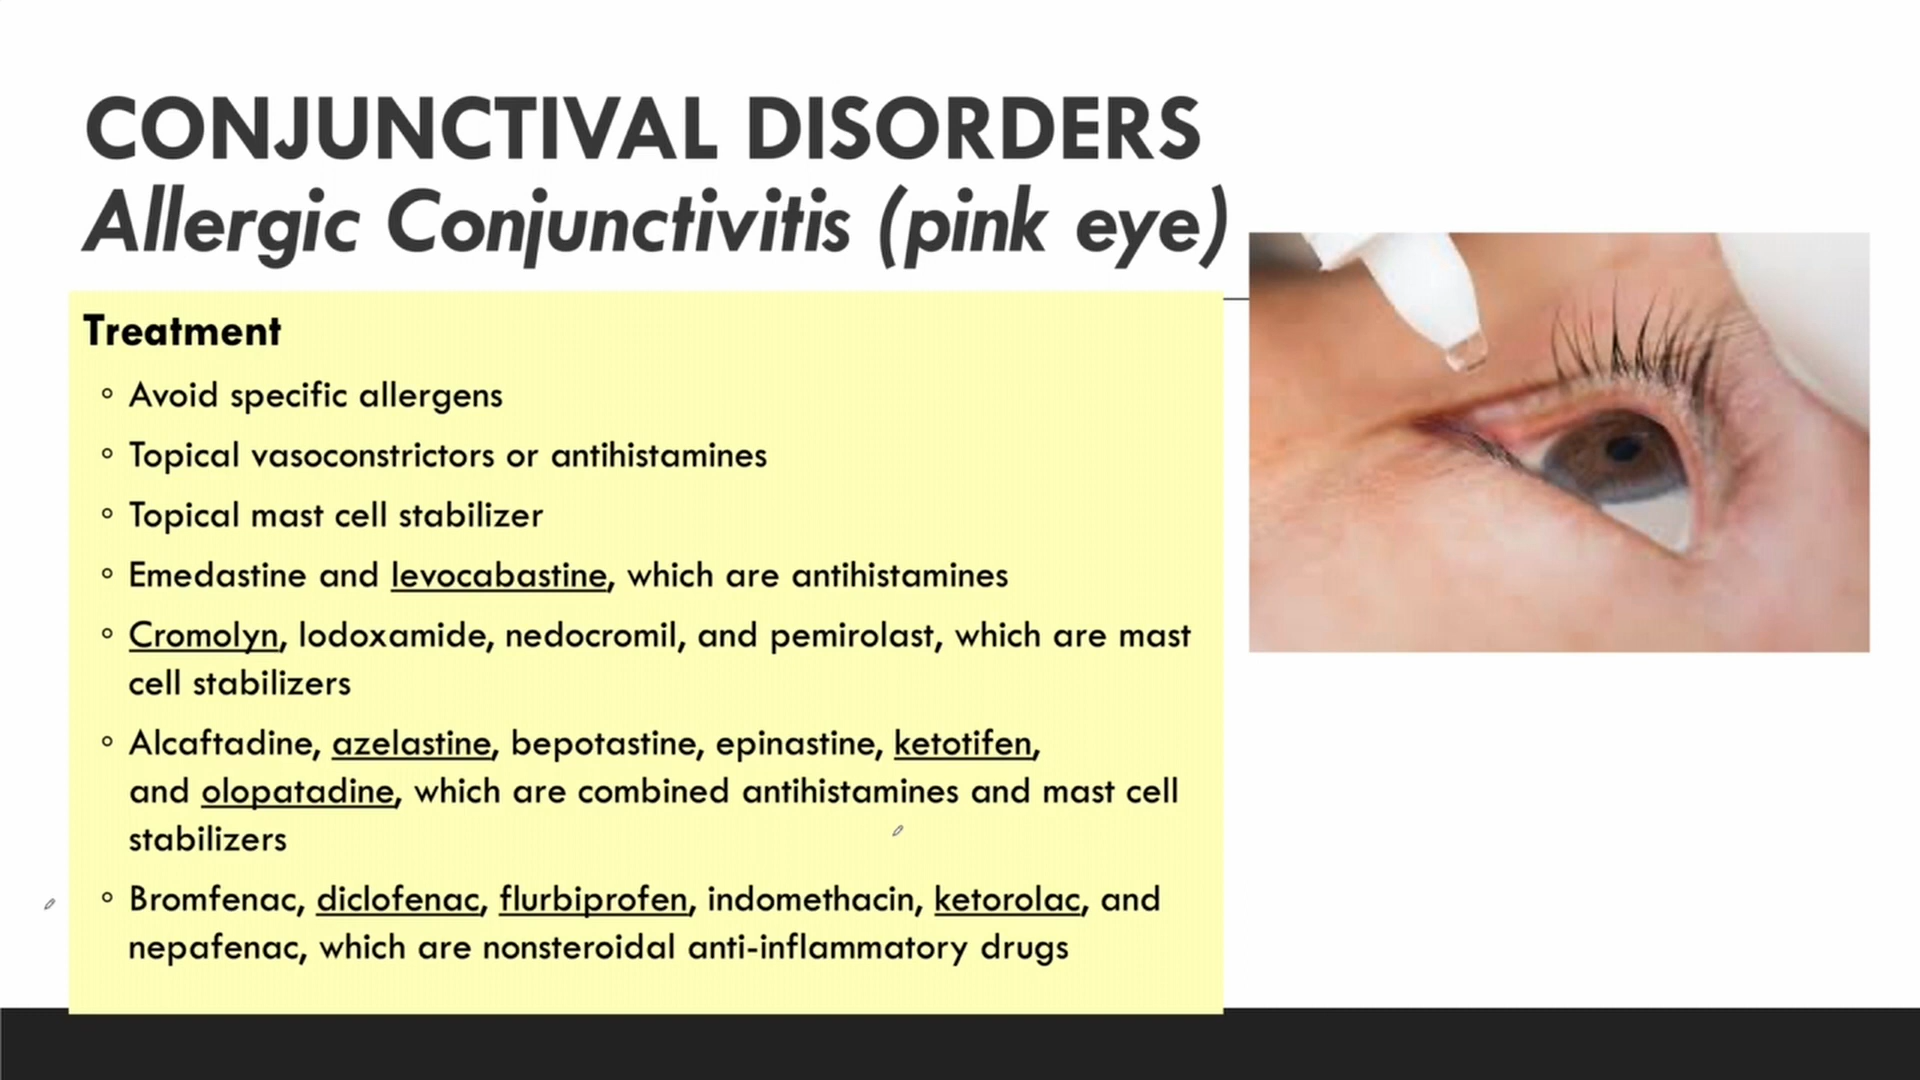 CONJUNCTIVAL DISORDERS
Allergic Conjunctivitis (pink eye)
Treatment
◦ Avoid specific allergens
◦ Topical vasoconstrictors or antihistamines
◦ Topical mast cell stabilizer
◦ Emedastine and levocabastine, which are antihistamines
◦ Cromolyn, lodoxamide, nedocromil, and pemirolast, which are mast
cell stabilizers
◦ Alcaftadine, azelastine, bepotastine, epinastine, ketotifen,
and olopatadine, which are combined antihistamines and mast cell
stabilizers
◦ Bromfenac, diclofenac, flurbiprofen, indomethacin, ketorolac, and
nepafenac, which are nonsteroidal anti-inflammatory drugs